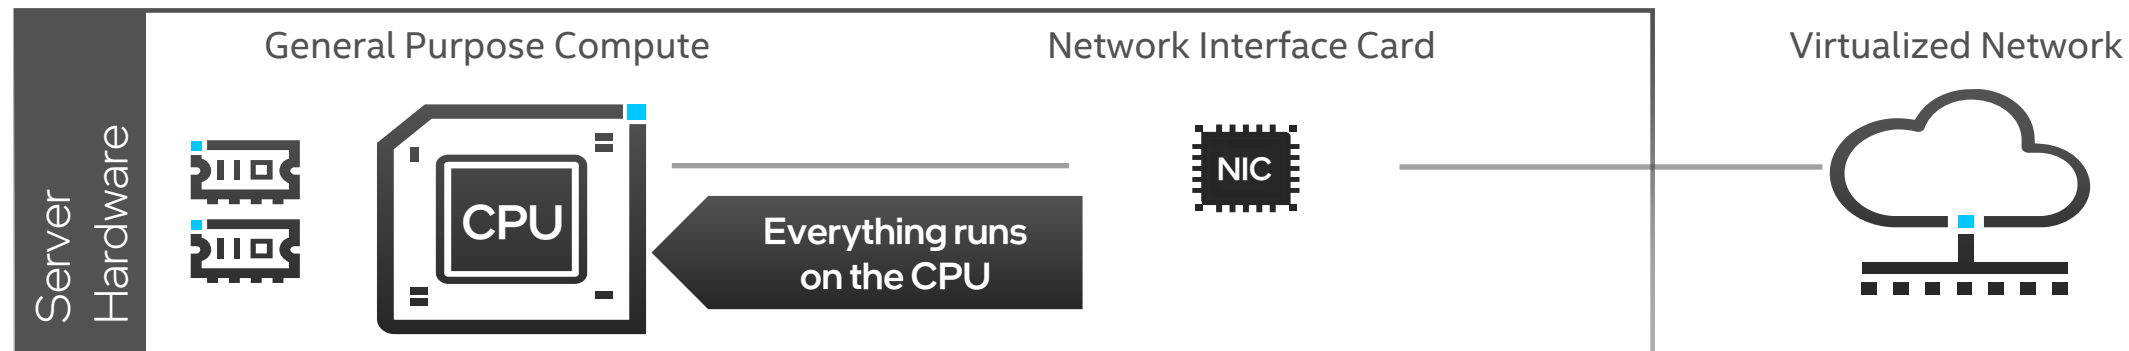 Server
Hardware
General Purpose Compute
Network Interface Card
Virtualized Network
CPU
NIC
Everything runs
on the CPU